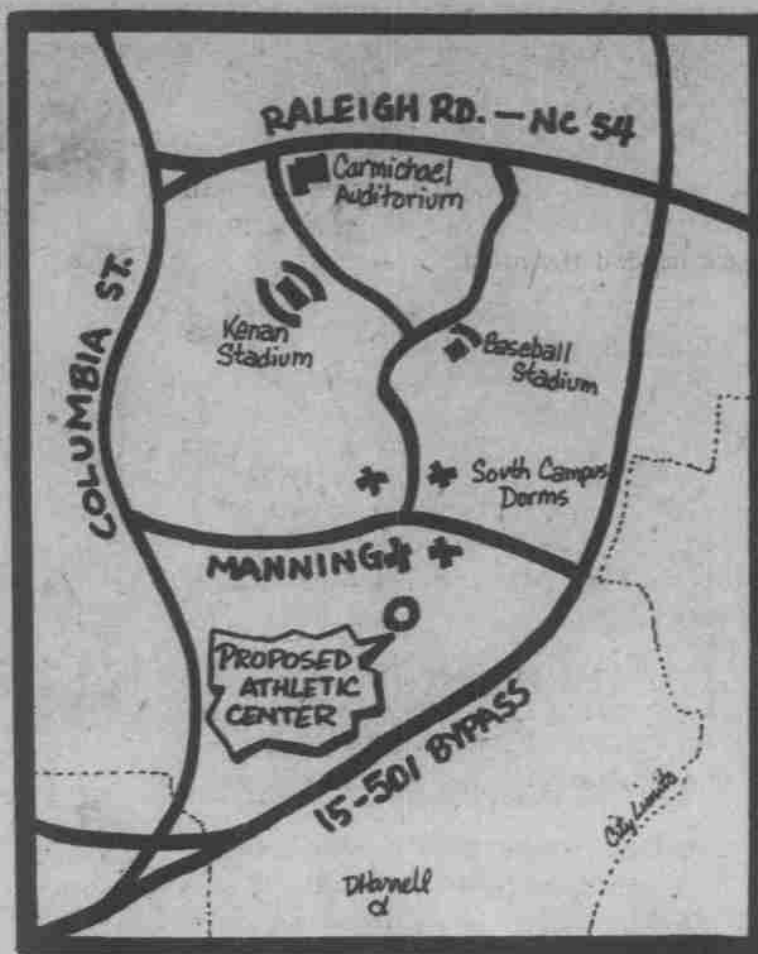 RALEIGH RD. — NC 54
Carmichael
Auditorium
COLUMBIA ST.
Kenan
Stadium
Baseball
Stadium
South Campus
Dorms
MANNING
PROPOSED
ATHLETIC
CENTER
15-501 BYPASS
City Limits